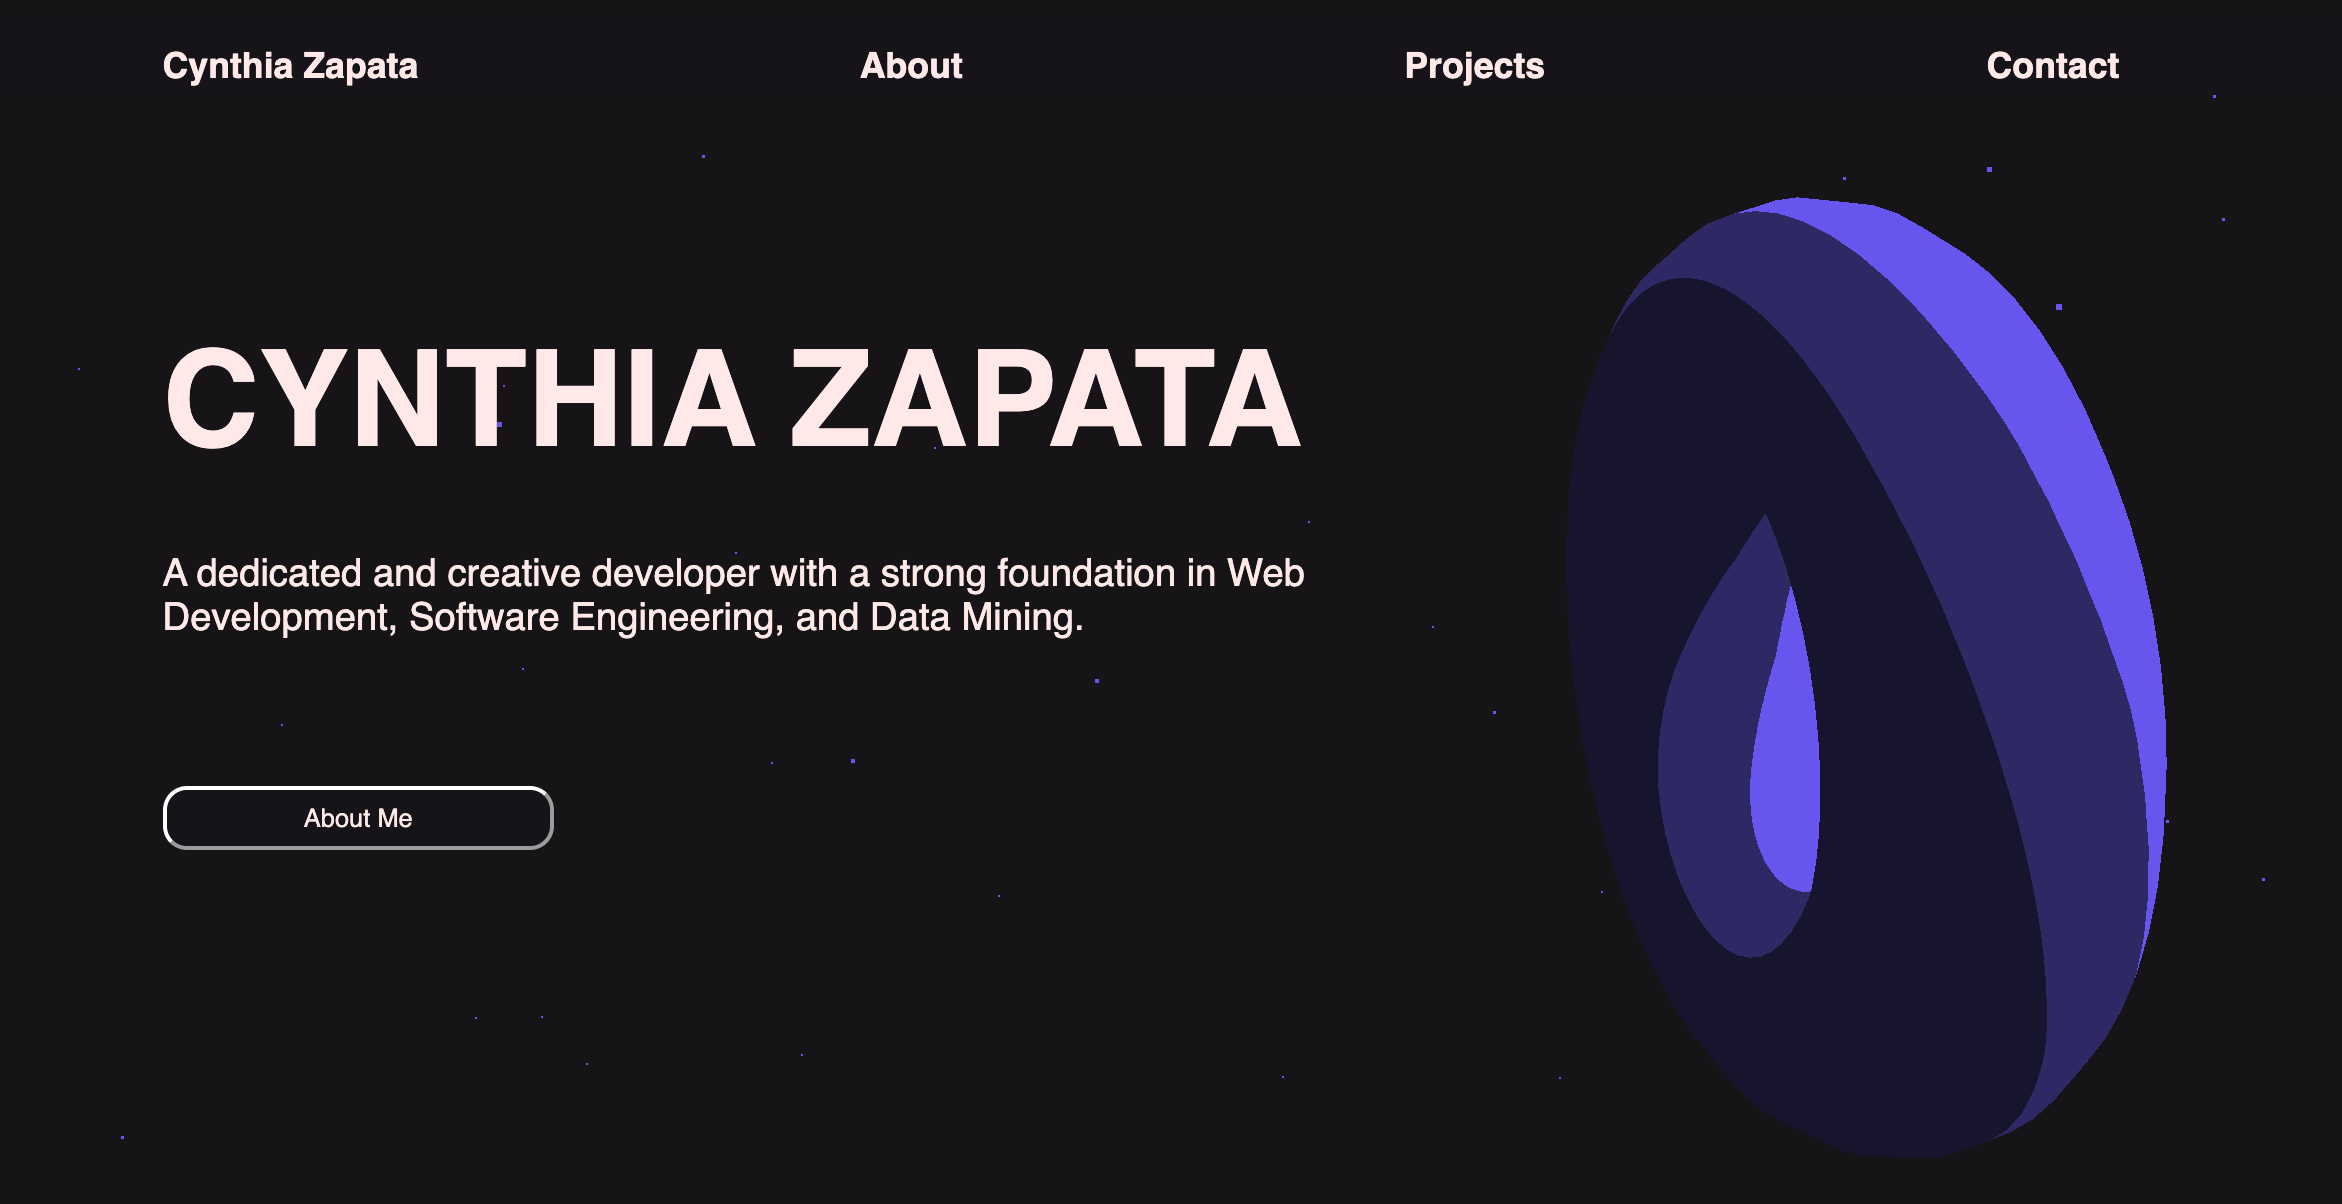 Cynthia Zapata About Projects Contact
CYNTHIA ZAPATA
A dedicated and creative developer with a strong foundation in Web
Development, Software Engineering, and Data Mining.
About Me